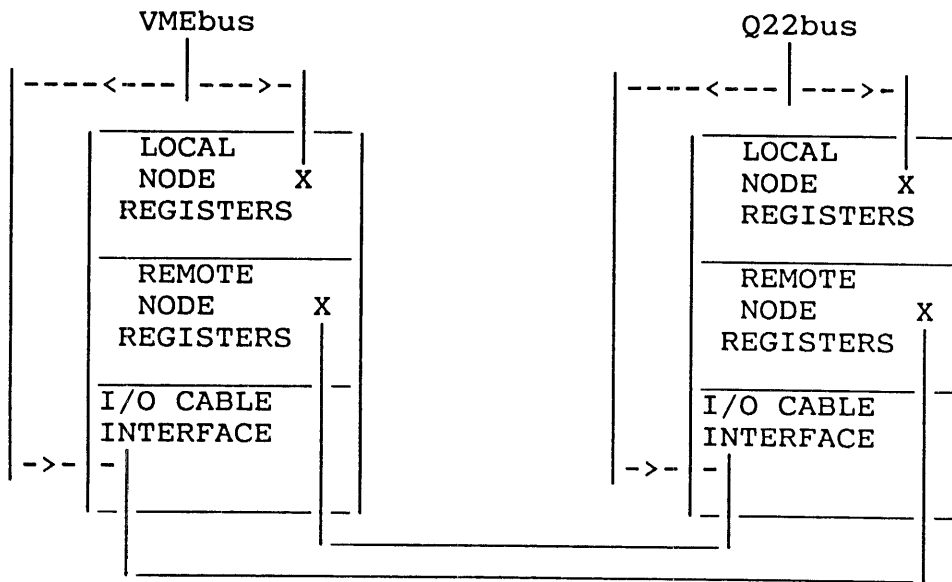 VMEbus
Q22bus
LOCAL
NODE X
REGISTERS
REMOTE
NODE X
REGISTERS
I/O CABLE
INTERFACE
LOCAL
NODE X
REGISTERS
REMOTE
NODE X
REGISTERS
I/O CABLE
INTERFACE